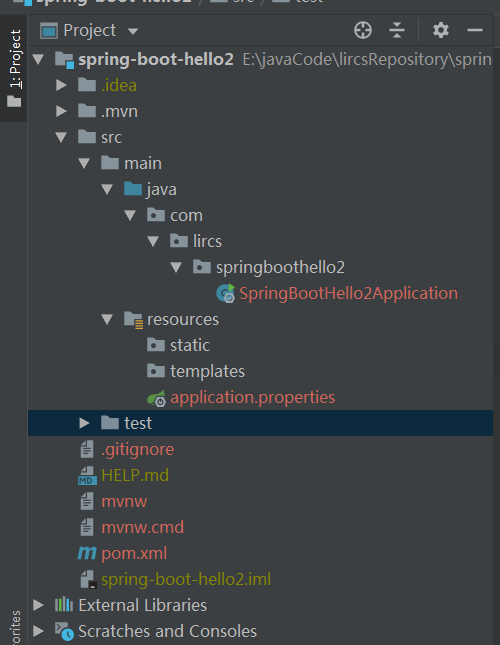 spring-boot-hello2 src test
Project
1: Project
spring-boot-hello2 E:\javaCode\lircsRepository\sprin
.idea
.mvn
src
main
java
com
lircs
springboothello2
SpringBootHello2Application
resources
static
templates
application.properties
test
.gitignore
MD HELP.md
mvnw
mvnw.cmd
m pom.xml
spring-boot-hello2.iml
External Libraries
Scratches and Consoles
orites